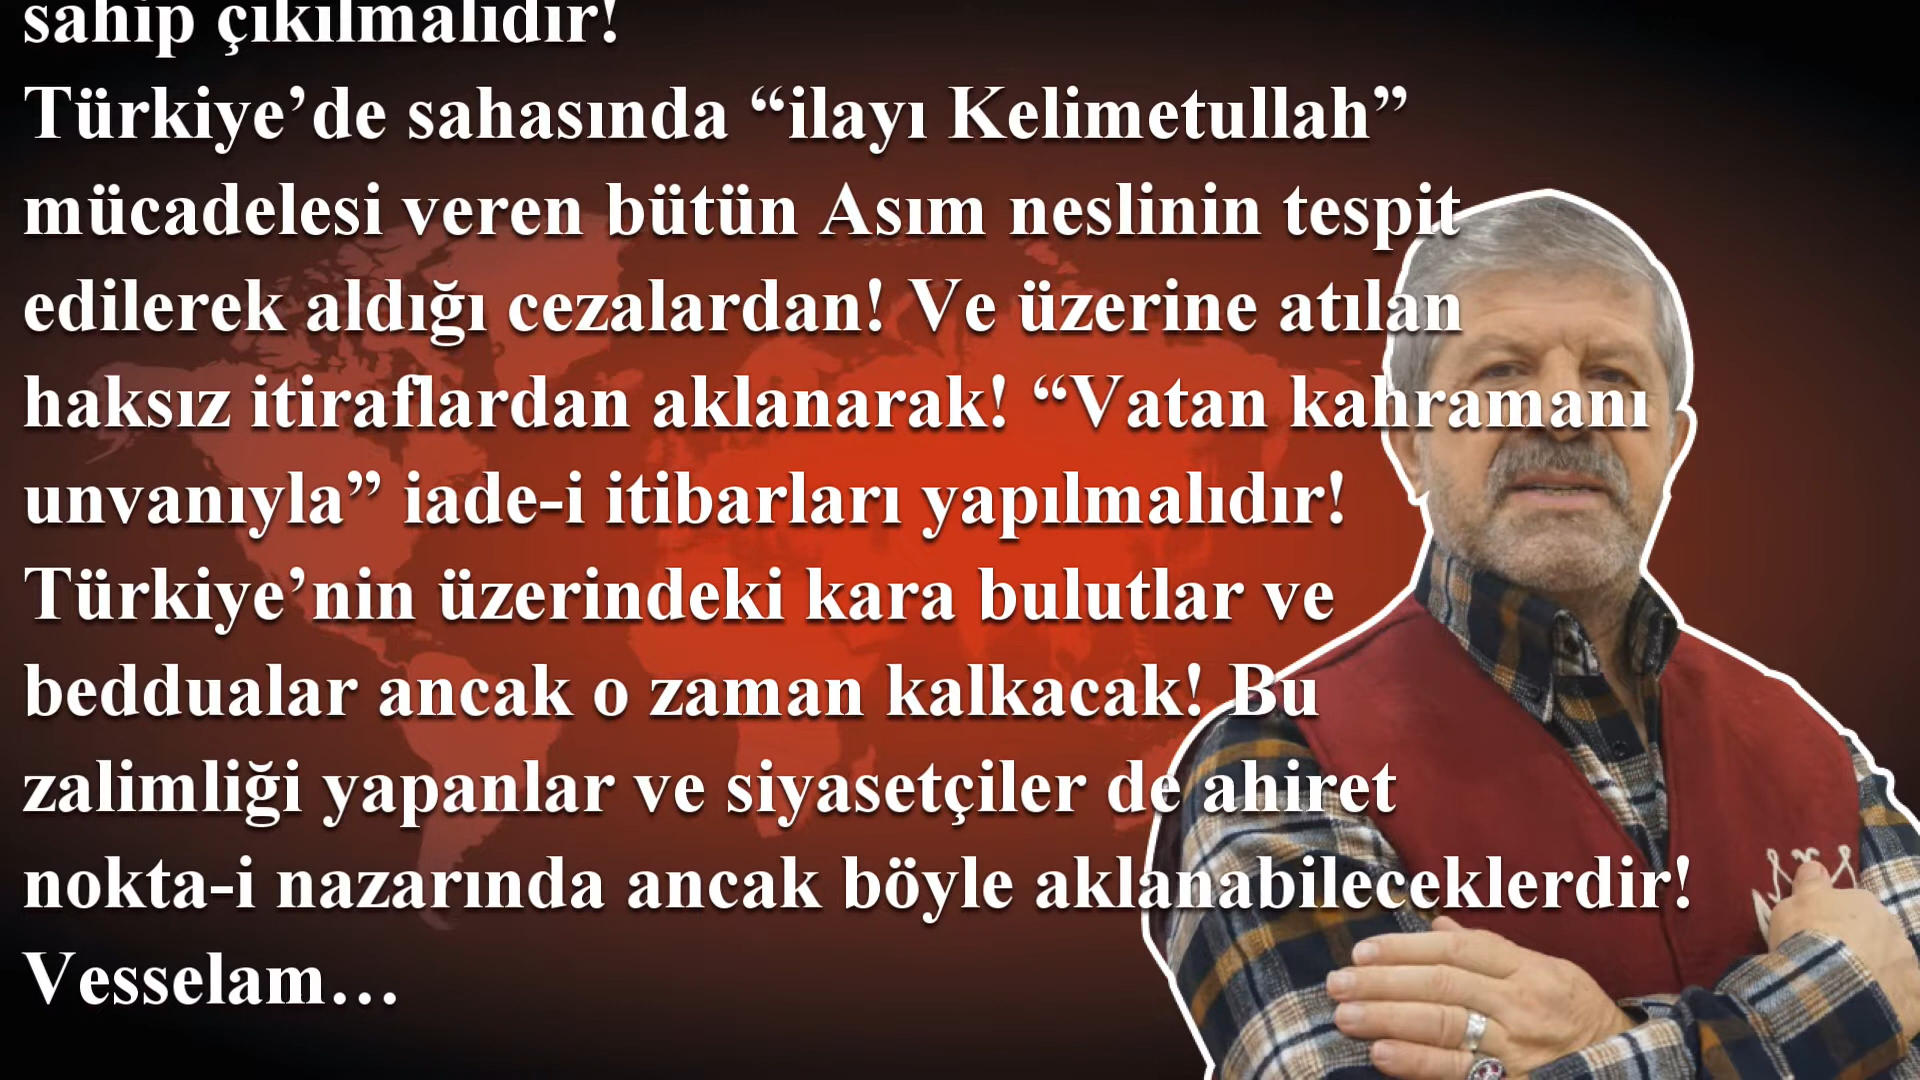 sahip çıkılmalıdır!
Türkiye’de sahasında “ilayı Kelimetullah”
mücadelesi veren bütün Asım neslinin tespit
edilerek aldığı cezalardan! Ve üzerine atılan
haksız itiraflardan aklanarak! “Vatan kahramanı
unvanıyla” iade-i itibarları yapılmalıdır!
Türkiye’nin üzerindeki kara bulutlar ve
beddualar ancak o zaman kalkacak! Bu
zalimliği yapanlar ve siyasetçiler de ahiret
nokta-i nazarında ancak böyle aklanabileceklerdir!
Vesselam…